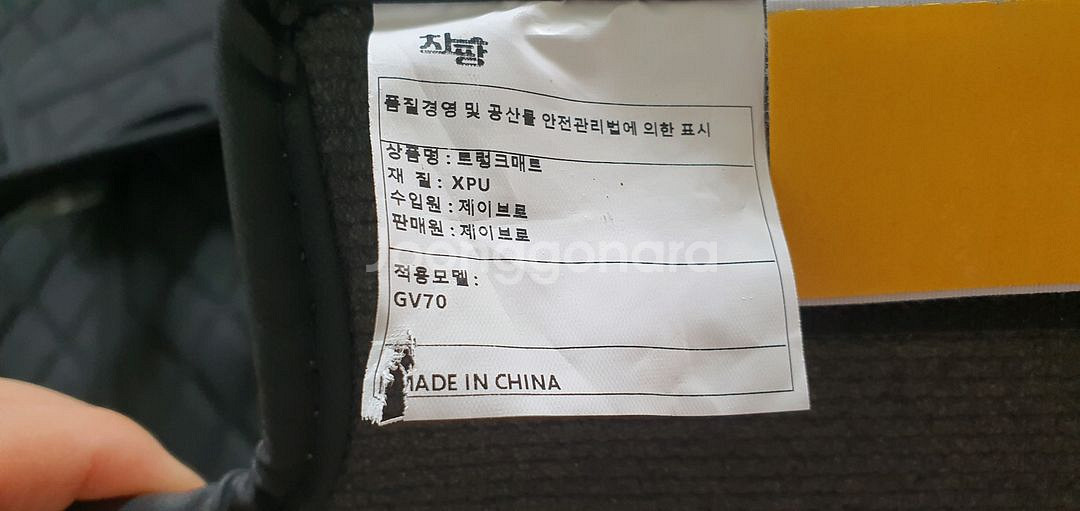 차팡
품질경영 및 공산물 안전관리법에 의한 표시
상품명 : 트렁크매트
재 질 : XPU
수입원 : 제이브로
판매원 : 제이브로
Joonggonara
적용모델 :
GV70
MADE IN CHINA